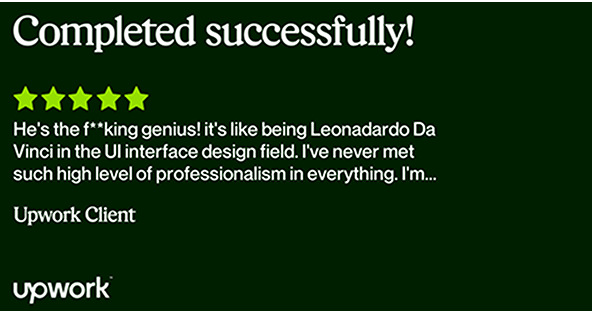 Completed successfully!
He's the f**king genius! it's like being Leonadardo Da
Vinci in the UI interface design field. I've never met
such high level of professionalism in everything. I'm...
Upwork Client
upwork